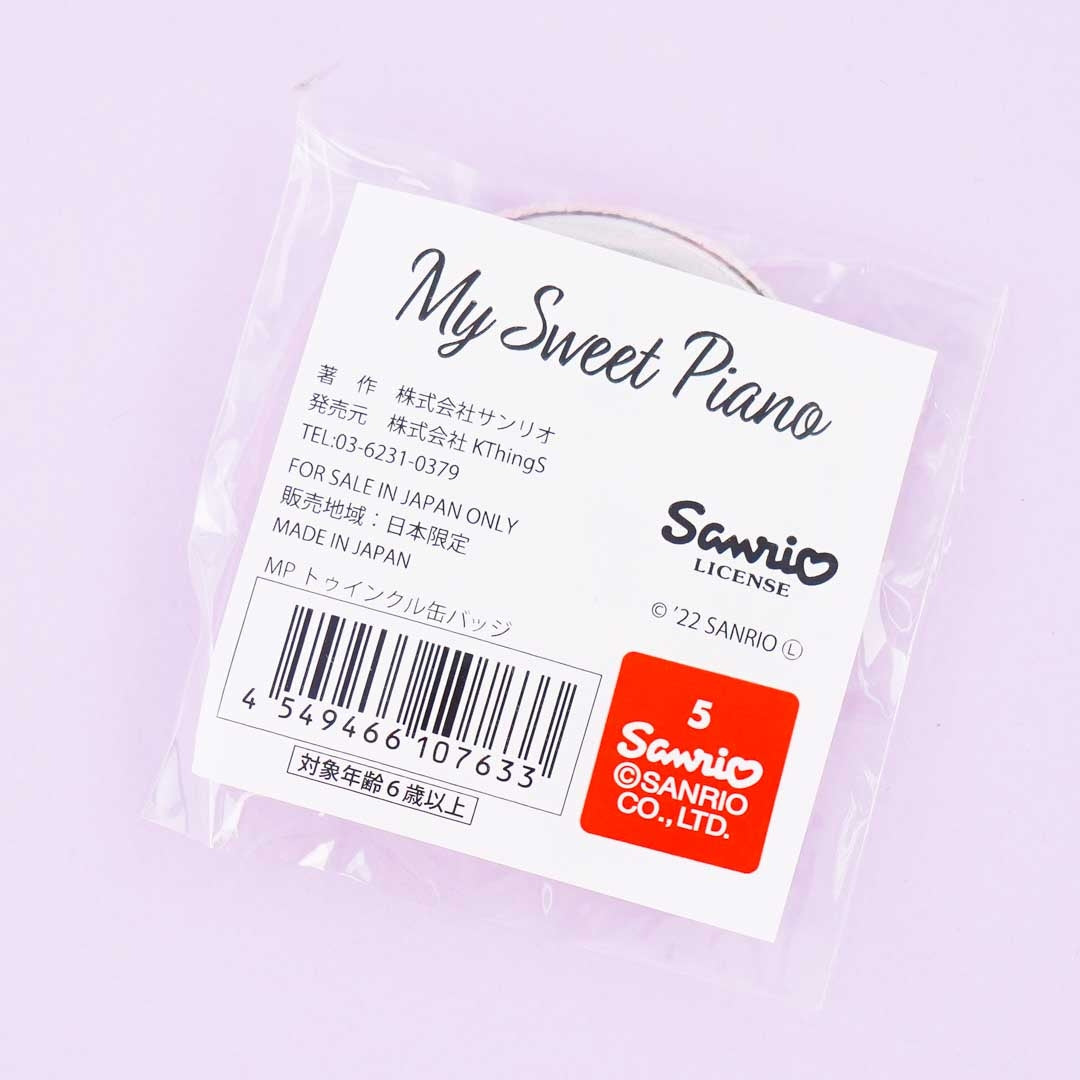 My Sweet Piano
著　作　株式会社サンリオ
発売元　株式会社 KThingS
TEL:03-6231-0379
FOR SALE IN JAPAN ONLY
販売地域：日本限定
MADE IN JAPAN
MP トゥインクル缶バッジ
4 549466 107633
対象年齢６歳以上
Sanrio
LICENSE
© '22 SANRIO Ⓛ
5
Sanrio
©SANRIO
CO.,LTD.